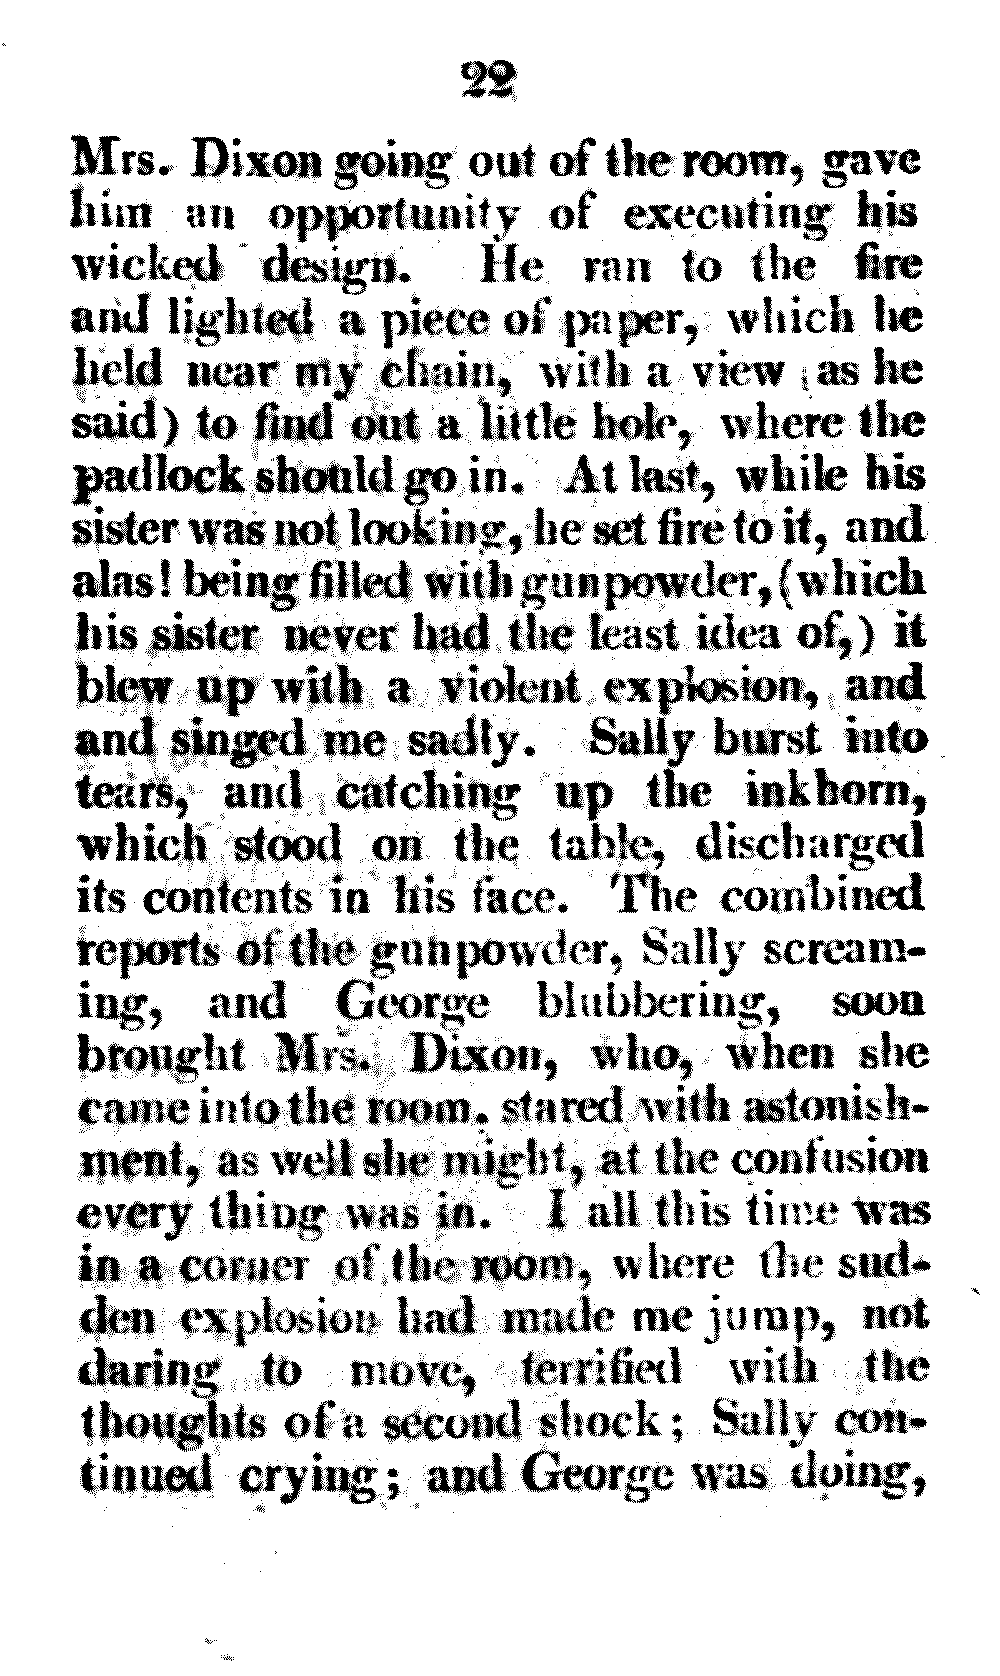 22
Mrs. Dixon going out of the room, gave
him an opportunity of executing his
wicked design. He ran to the fire
and lighted a piece of paper, which he
held near my chain, with a view (as he
said) to find out a little hole, where the
padlock should go in. At last, while his
sister was not looking, he set fire to it, and
alas! being filled with gunpowder, (which
his sister never had the least idea of,) it
blew up with a violent explosion, and
and singed me sadly. Sally burst into
tears, and catching up the inkhorn,
which stood on the table, discharged
its contents in his face. The combined
reports of the gunpowder, Sally scream-
ing, and George blubbering, soon
brought Mrs. Dixon, who, when she
came into the room, stared with astonish-
ment, as well she might, at the confusion
every thing was in. I all this time was
in a corner of the room, where the sud-
den explosion had made me jump, not
daring to move, terrified with the
thoughts of a second shock; Sally con-
tinued crying; and George was doing,